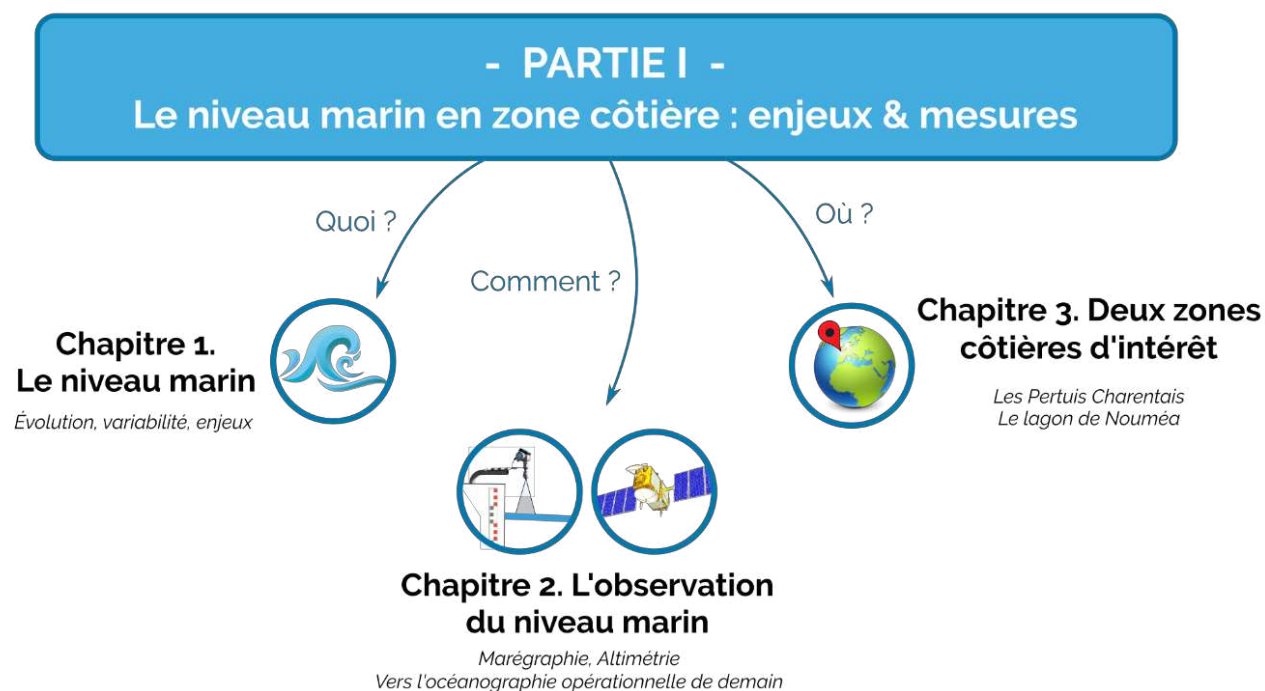 - PARTIE I -
Le niveau marin en zone côtière : enjeux & mesures
Quoi ?
Comment ?
Où ?
Chapitre 1.
Le niveau marin
Évolution, variabilité, enjeux
Chapitre 2. L'observation
du niveau marin
Marégraphie, Altimétrie
Vers l'océanographie opérationnelle de demain
Chapitre 3. Deux zones
côtières d'intérêt
Les Pertuis Charentais
Le lagon de Nouméa